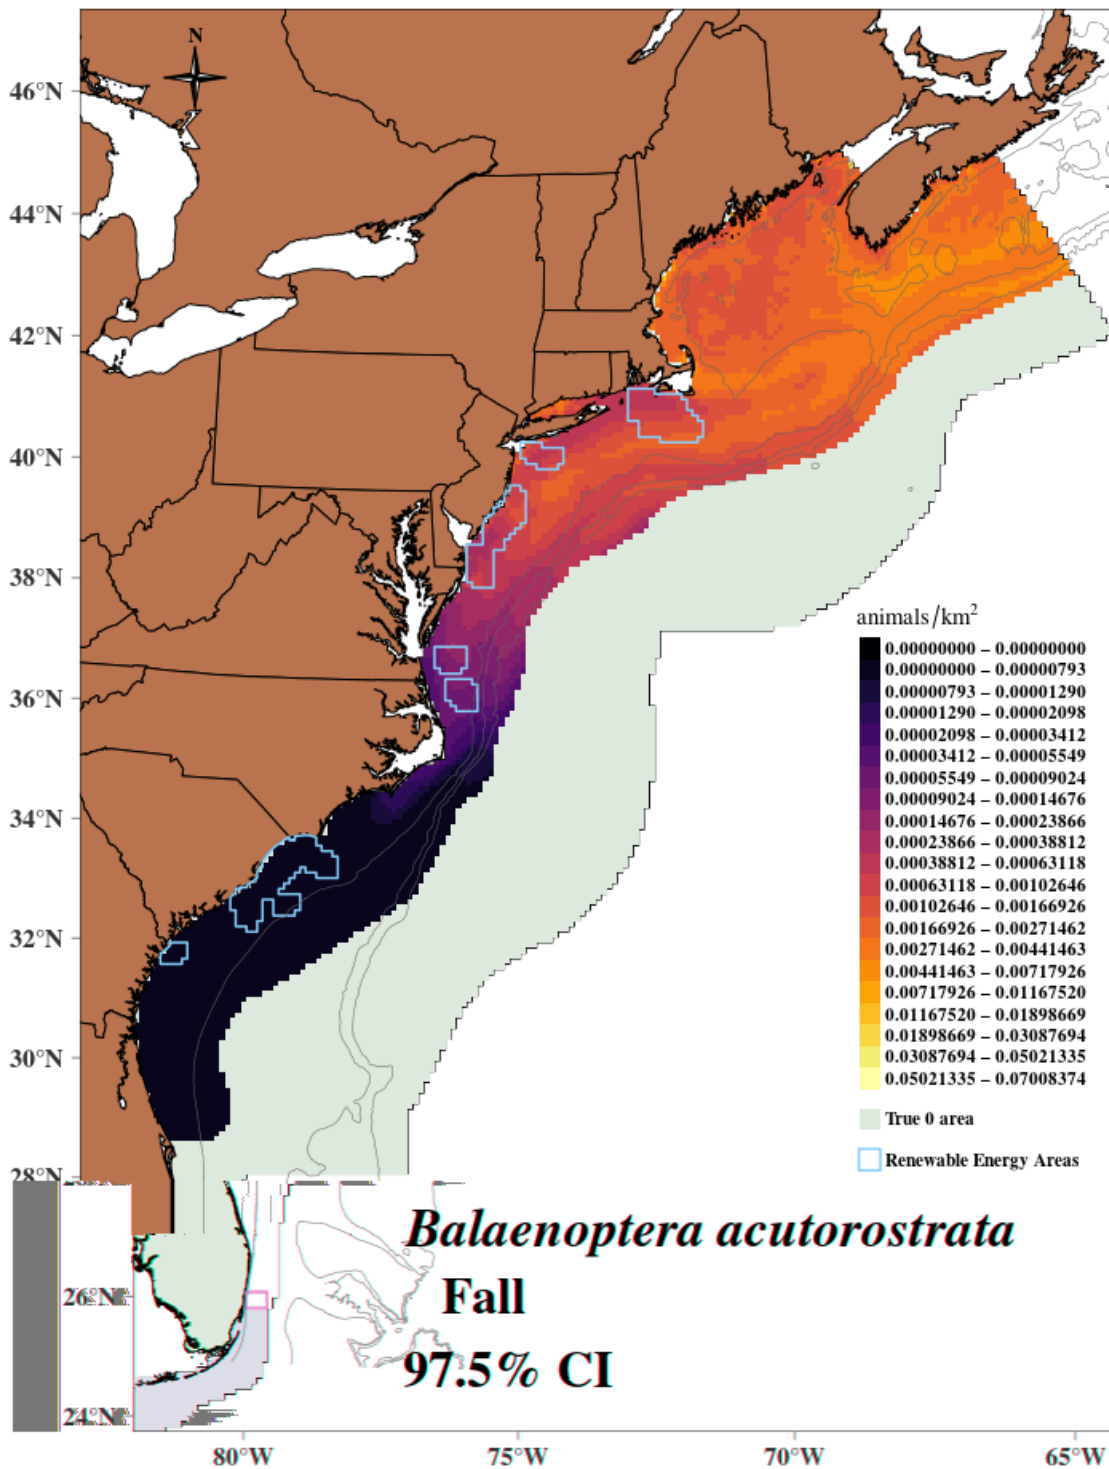 N
46°N
44°N
42°N
40°N
38°N
36°N
34°N
32°N
30°N
28°N
26°N
24°N
animals/km²
0.00000000 – 0.00000000
0.00000000 – 0.00000793
0.00000793 – 0.00001290
0.00001290 – 0.00002098
0.00002098 – 0.00003412
0.00003412 – 0.00005549
0.00005549 – 0.00009024
0.00009024 – 0.00014676
0.00014676 – 0.00023866
0.00023866 – 0.00038812
0.00038812 – 0.00063118
0.00063118 – 0.00102646
0.00102646 – 0.00166926
0.00166926 – 0.00271462
0.00271462 – 0.00441463
0.00441463 – 0.00717926
0.00717926 – 0.01167520
0.01167520 – 0.01898669
0.01898669 – 0.03087694
0.03087694 – 0.05021335
0.05021335 – 0.07008374
True 0 area
Renewable Energy Areas
Balaenoptera acutorostrata
Fall
97.5% CI
80°W
75°W
70°W
65°W